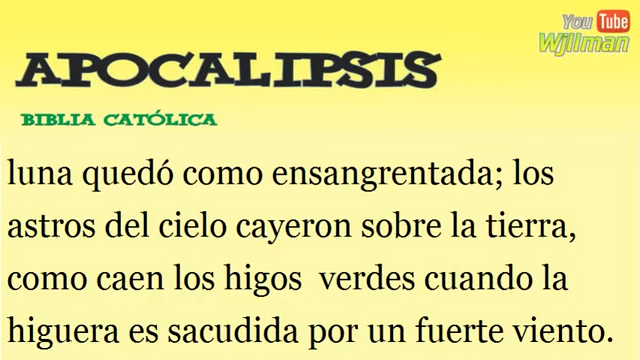 You Tube
Wjllman
APOCALIPSIS
BIBLIA CATÓLICA
luna quedó como ensangrentada; los
astros del cielo cayeron sobre la tierra,
como caen los higos  verdes cuando la
higuera es sacudida por un fuerte viento.